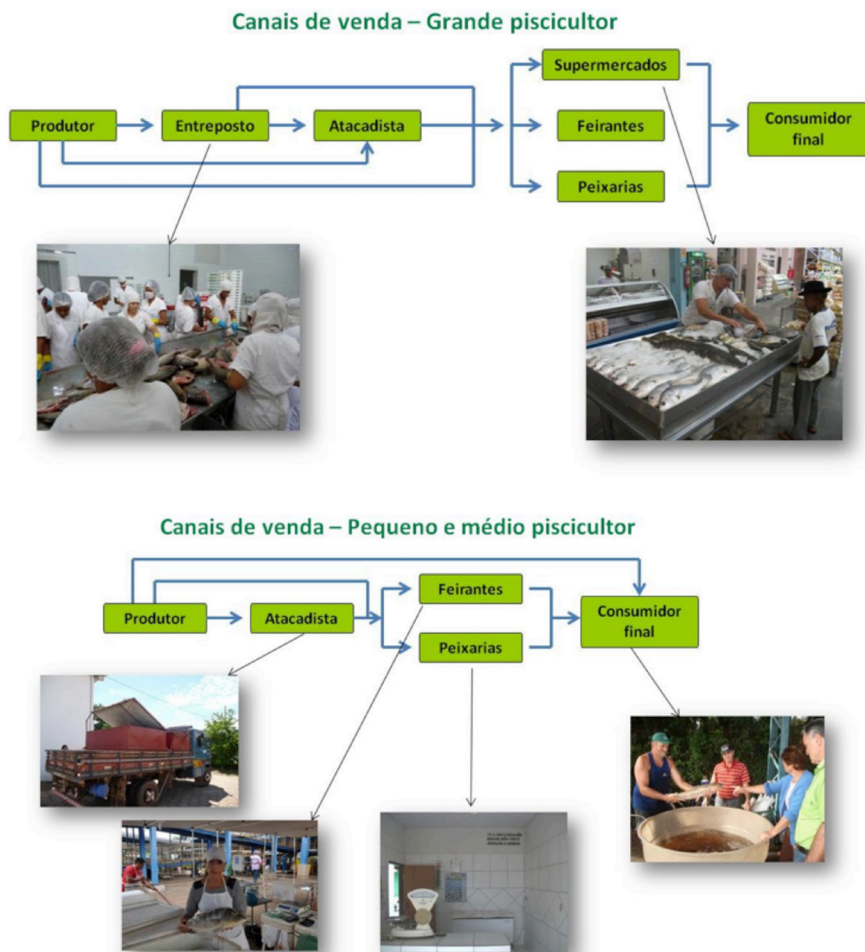 Canais de venda – Grande piscicultor
Supermercados
Produtor
Entreposto
Atacadista
Feirantes
Consumidor
final
Peixarias
Canais de venda – Pequeno e médio piscicultor
Feirantes
Produtor
Atacadista
Consumidor
final
Peixarias